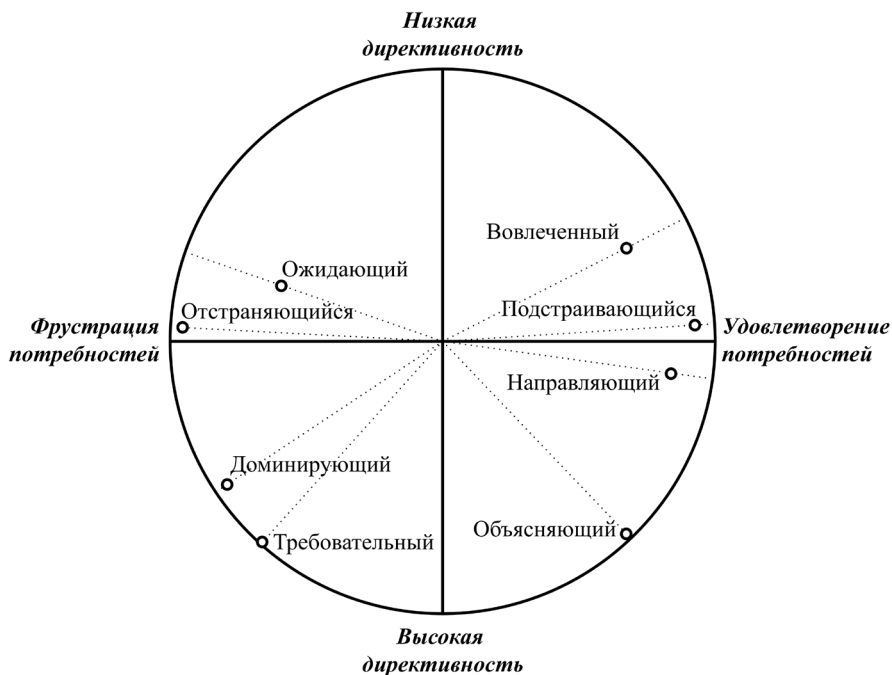 Низкая
директивность
Вовлеченный
Ожидающий
Отстраняющийся
Подстраивающийся
Фрустрация
потребностей
Удовлетворение
потребностей
Направляющий
Доминирующий
Объясняющий
Требовательный
Высокая
директивность